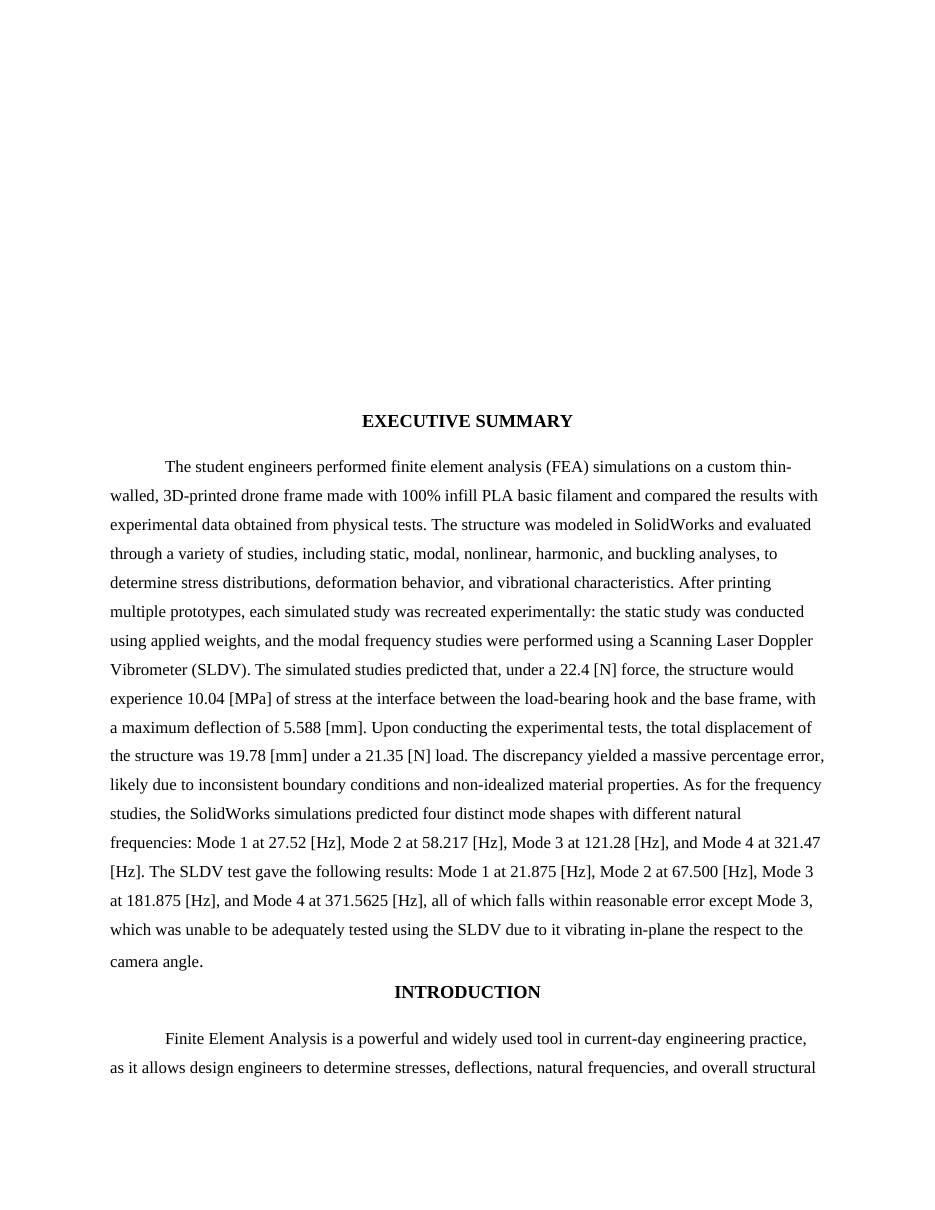 EXECUTIVE SUMMARY
The student engineers performed finite element analysis (FEA) simulations on a custom thin-
walled, 3D-printed drone frame made with 100% infill PLA basic filament and compared the results with
experimental data obtained from physical tests. The structure was modeled in SolidWorks and evaluated
through a variety of studies, including static, modal, nonlinear, harmonic, and buckling analyses, to
determine stress distributions, deformation behavior, and vibrational characteristics. After printing
multiple prototypes, each simulated study was recreated experimentally: the static study was conducted
using applied weights, and the modal frequency studies were performed using a Scanning Laser Doppler
Vibrometer (SLDV). The simulated studies predicted that, under a 22.4 [N] force, the structure would
experience 10.04 [MPa] of stress at the interface between the load-bearing hook and the base frame, with
a maximum deflection of 5.588 [mm]. Upon conducting the experimental tests, the total displacement of
the structure was 19.78 [mm] under a 21.35 [N] load. The discrepancy yielded a massive percentage error,
likely due to inconsistent boundary conditions and non-idealized material properties. As for the frequency
studies, the SolidWorks simulations predicted four distinct mode shapes with different natural
frequencies: Mode 1 at 27.52 [Hz], Mode 2 at 58.217 [Hz], Mode 3 at 121.28 [Hz], and Mode 4 at 321.47
[Hz]. The SLDV test gave the following results: Mode 1 at 21.875 [Hz], Mode 2 at 67.500 [Hz], Mode 3
at 181.875 [Hz], and Mode 4 at 371.5625 [Hz], all of which falls within reasonable error except Mode 3,
which was unable to be adequately tested using the SLDV due to it vibrating in-plane the respect to the
camera angle.
INTRODUCTION
Finite Element Analysis is a powerful and widely used tool in current-day engineering practice,
as it allows design engineers to determine stresses, deflections, natural frequencies, and overall structural